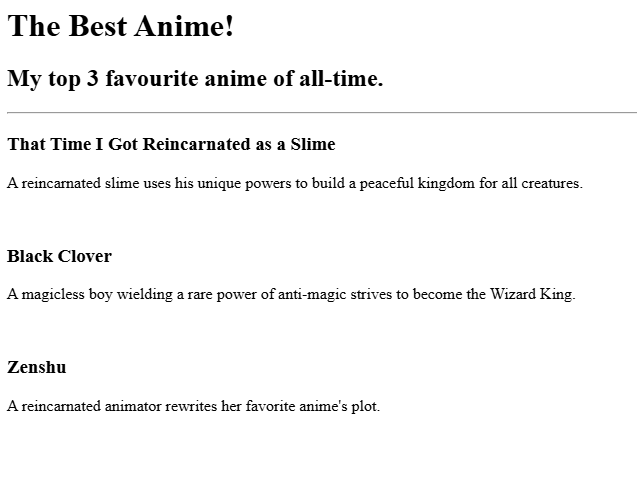 The Best Anime!
My top 3 favourite anime of all-time.
That Time I Got Reincarnated as a Slime
A reincarnated slime uses his unique powers to build a peaceful kingdom for all creatures.
Black Clover
A magicless boy wielding a rare power of anti-magic strives to become the Wizard King.
Zenshu
A reincarnated animator rewrites her favorite anime's plot.